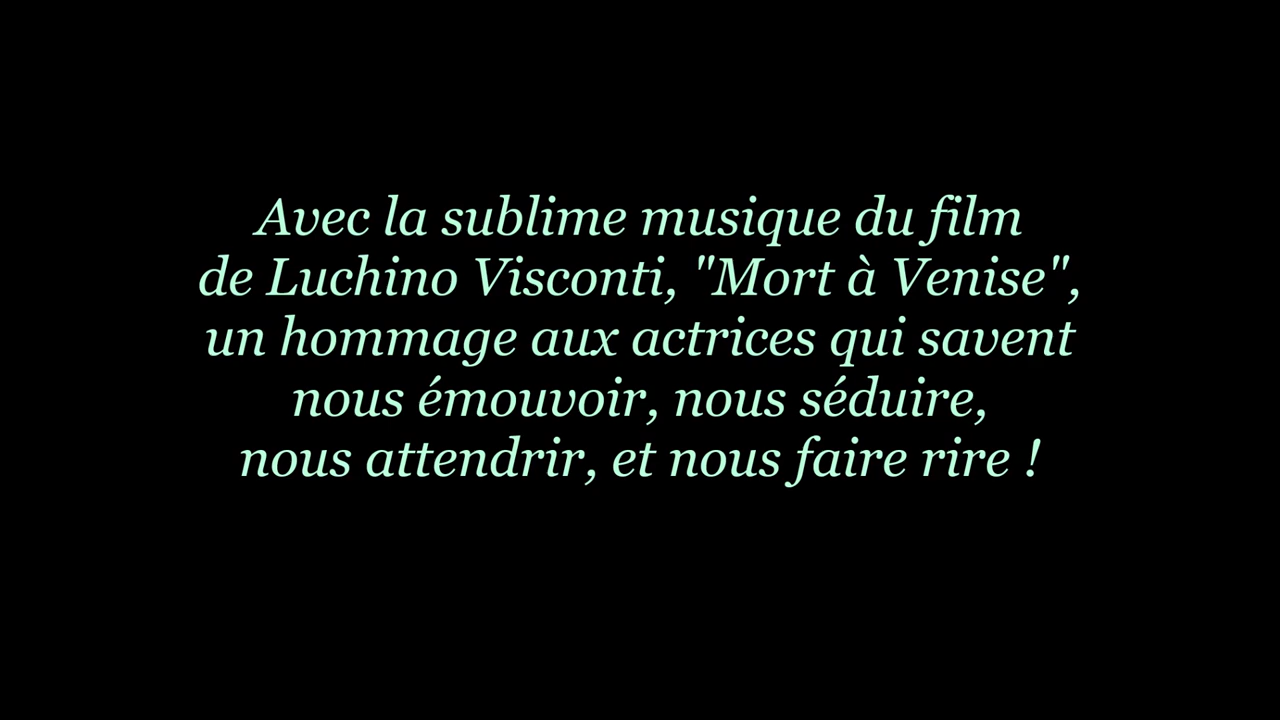 Avec la sublime musique du film
de Luchino Visconti, "Mort à Venise",
un hommage aux actrices qui savent
nous émouvoir, nous séduire,
nous attendrir, et nous faire rire !